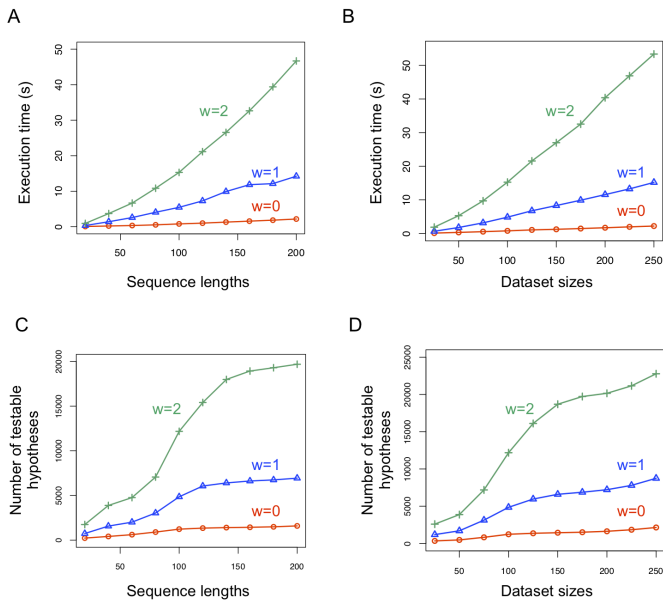 A
B
50
40
30
20
10
0
Execution time (s)
w=2
w=1
w=0
50
100
150
200
Sequence lengths
50
40
30
20
10
0
Execution time (s)
w=2
w=1
w=0
50
100
150
200
250
Dataset sizes
C
D
20000
15000
10000
5000
0
Number of testable
hypotheses
w=2
w=1
w=0
50
100
150
200
Sequence lengths
25000
20000
15000
10000
5000
0
Number of testable
hypotheses
w=2
w=1
w=0
50
100
150
200
250
Dataset sizes